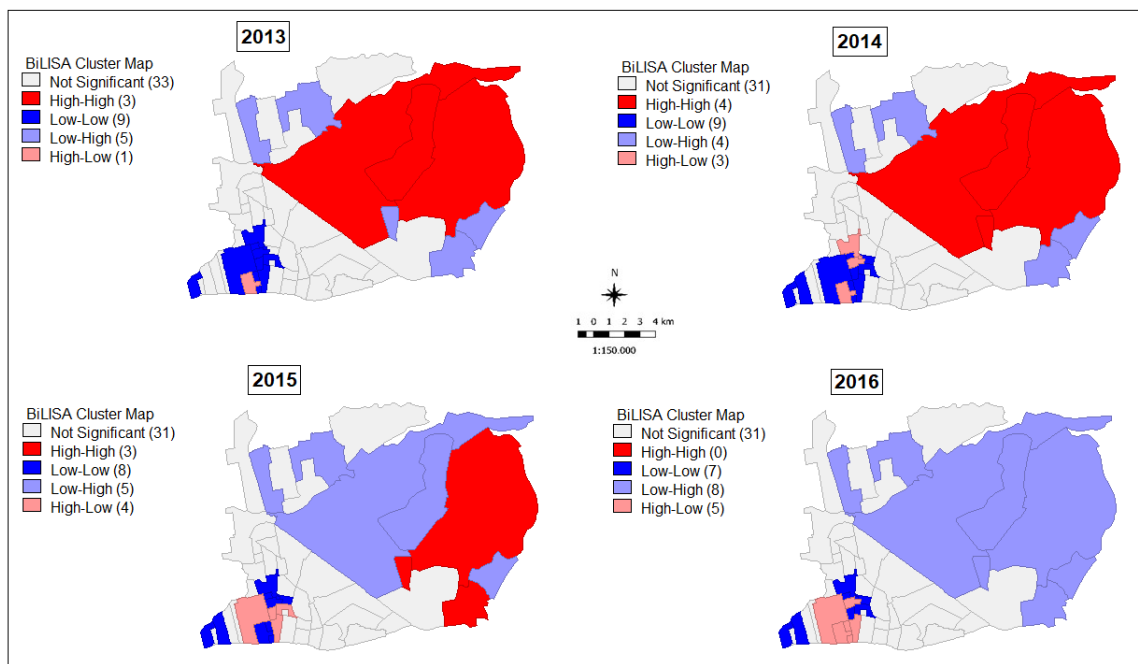 2013
BiLISA Cluster Map
Not Significant (33)
High-High (3)
Low-Low (9)
Low-High (5)
High-Low (1)
2014
BiLISA Cluster Map
Not Significant (31)
High-High (4)
Low-Low (9)
Low-High (4)
High-Low (3)
N
1 0 1 2 3 4 km
1:150.000
2015
BiLISA Cluster Map
Not Significant (31)
High-High (3)
Low-Low (8)
Low-High (5)
High-Low (4)
2016
BiLISA Cluster Map
Not Significant (31)
High-High (0)
Low-Low (7)
Low-High (8)
High-Low (5)